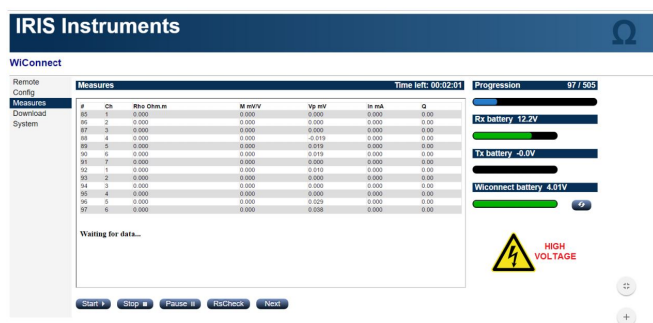 IRIS Instruments
Ω
WiConnect
Remote
Config
Measures
Download
System
Measures Time left: 00:02:01
# Ch Rho Ohm.m M mV/V Vp mV In mA Q
85 1 0.000 0.000 0.000 0.000 0.00
86 2 0.000 0.000 0.000 0.000 0.00
87 3 0.000 0.000 0.000 0.000 0.00
88 4 0.000 0.000 -0.019 0.000 0.00
89 5 0.000 0.000 0.019 0.000 0.00
90 6 0.000 0.000 0.019 0.000 0.00
91 7 0.000 0.000 0.000 0.000 0.00
92 1 0.000 0.000 0.010 0.000 0.00
93 2 0.000 0.000 0.000 0.000 0.00
94 3 0.000 0.000 0.000 0.000 0.00
95 4 0.000 0.000 0.000 0.000 0.00
96 5 0.000 0.000 0.029 0.000 0.00
97 6 0.000 0.000 0.038 0.000 0.00
Waiting for data...
Start Stop Pause RsCheck Next
Progression 97 / 505
Rx battery 12.2V
Tx battery -0.0V
Wiconnect battery 4.01V
HIGH
VOLTAGE